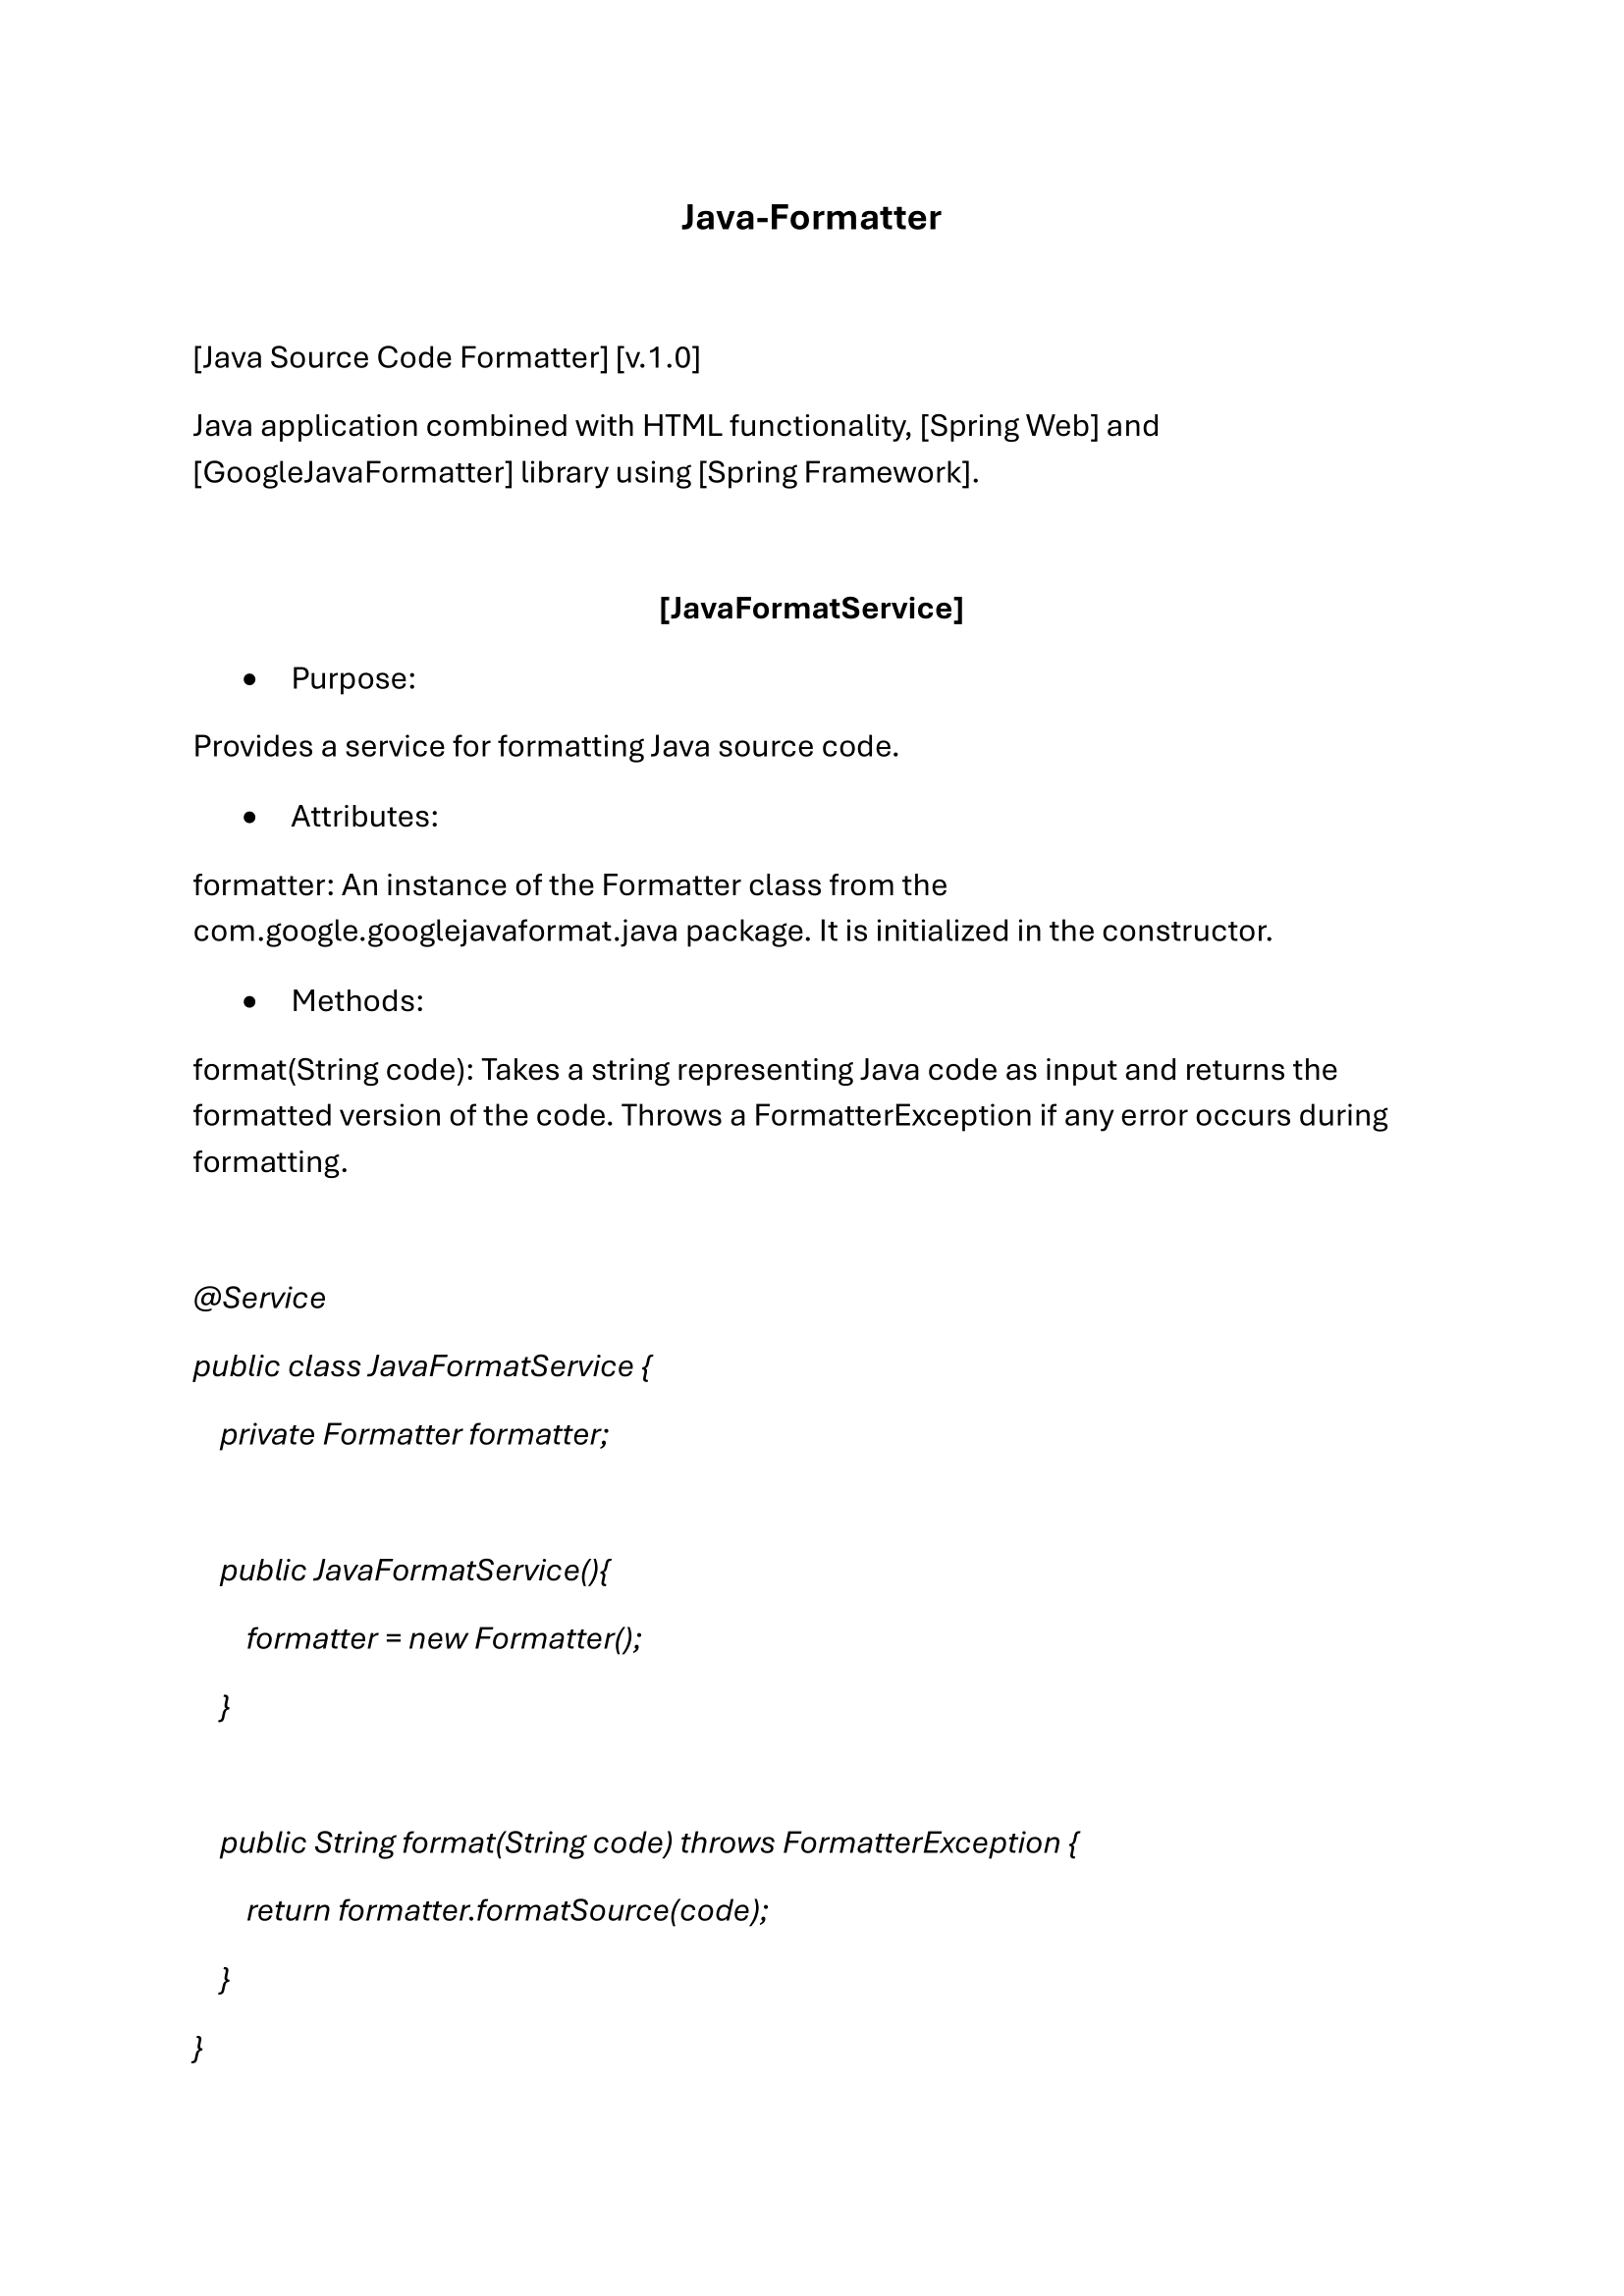 Java-Formatter
[Java Source Code Formatter] [v.1.0]
Java application combined with HTML functionality, [Spring Web] and
[GoogleJavaFormatter] library using [Spring Framework].
[JavaFormatService]
• Purpose:
Provides a service for formatting Java source code.
• Attributes:
formatter: An instance of the Formatter class from the
com.google.googlejavaformat.java package. It is initialized in the constructor.
• Methods:
format(String code): Takes a string representing Java code as input and returns the
formatted version of the code. Throws a FormatterException if any error occurs during
formatting.
@Service
public class JavaFormatService {
private Formatter formatter;
public JavaFormatService(){
formatter = new Formatter();
}
public String format(String code) throws FormatterException {
return formatter.formatSource(code);
}
}